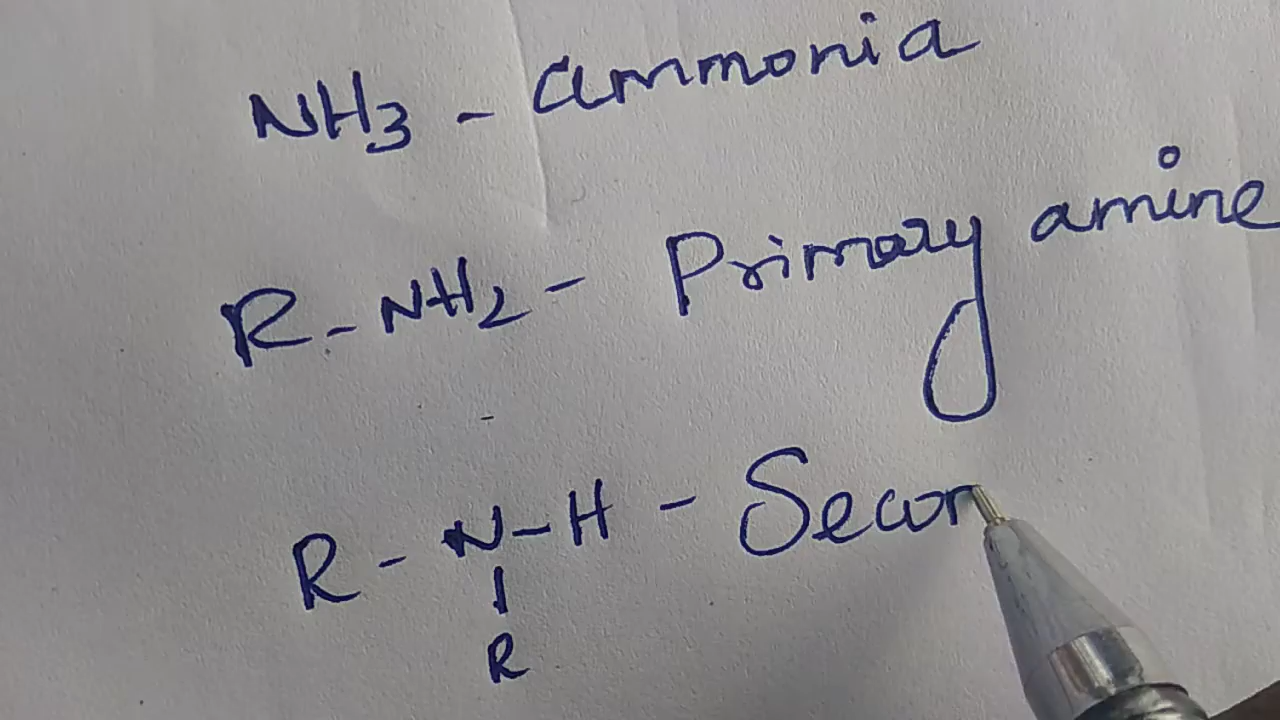 NH3 - ammonia
R-NH2 - Primary amine
R-N-H - Secon
|
R